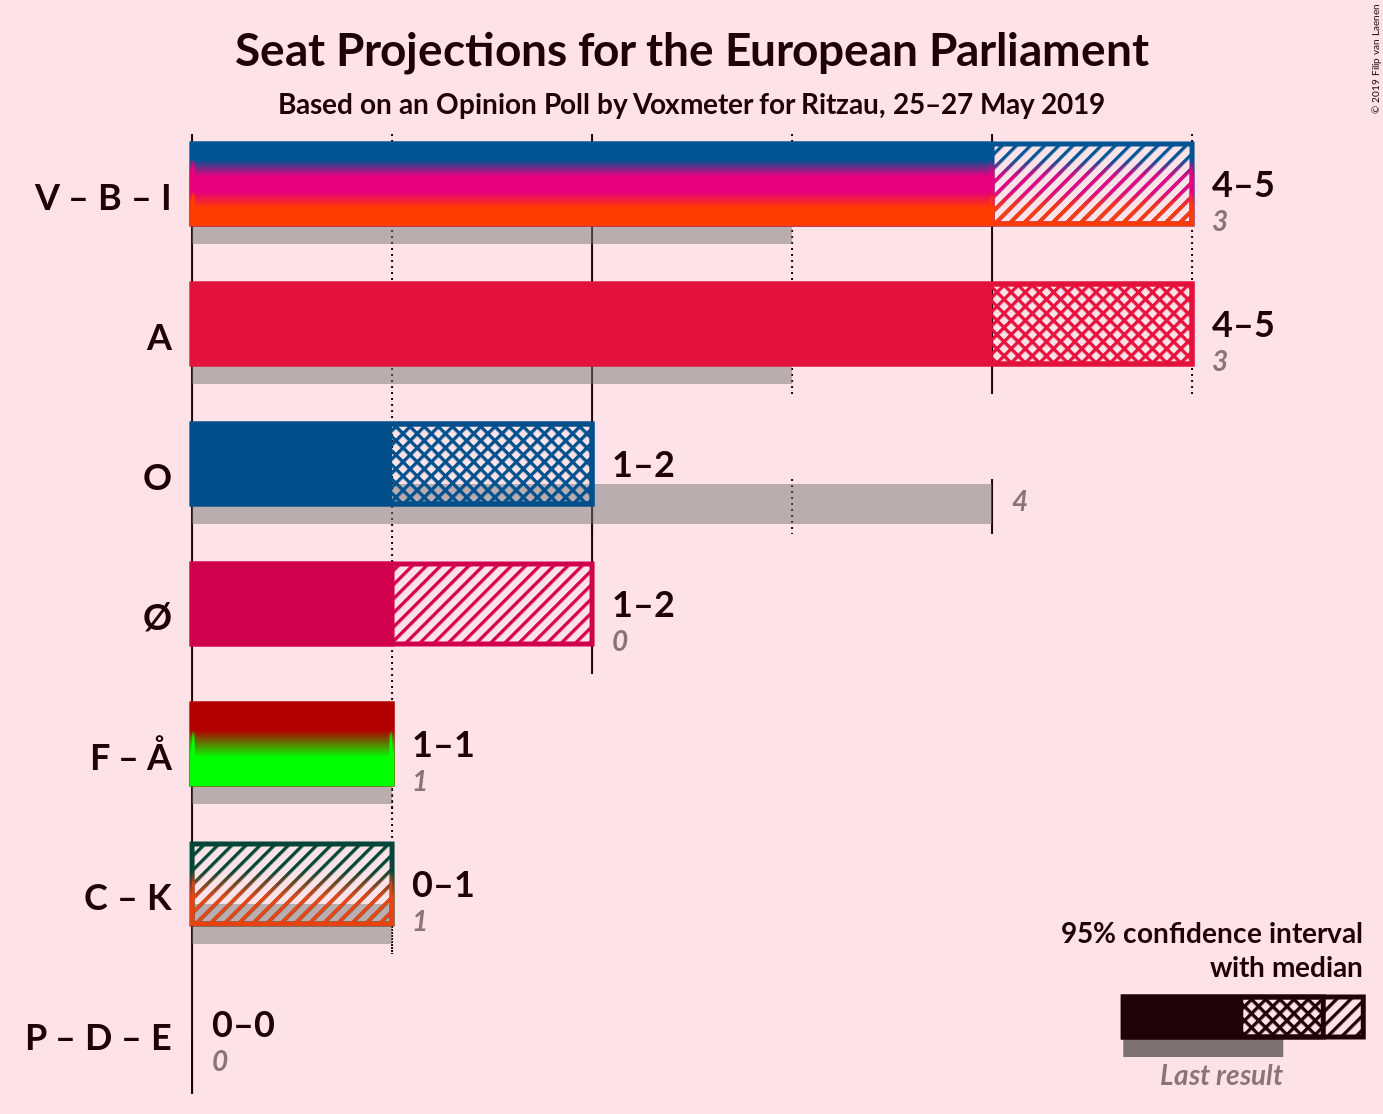 Seat Projections for the European Parliament
Based on an Opinion Poll by Voxmeter for Ritzau, 25–27 May 2019
© 2019 Filip van Laenen
V – B – I
4–5
3
A
4–5
3
O
1–2
4
Ø
1–2
0
F – Å
1–1
1
C – K
0–1
1
P – D – E
0–0
0
95% confidence interval
with median
Last result